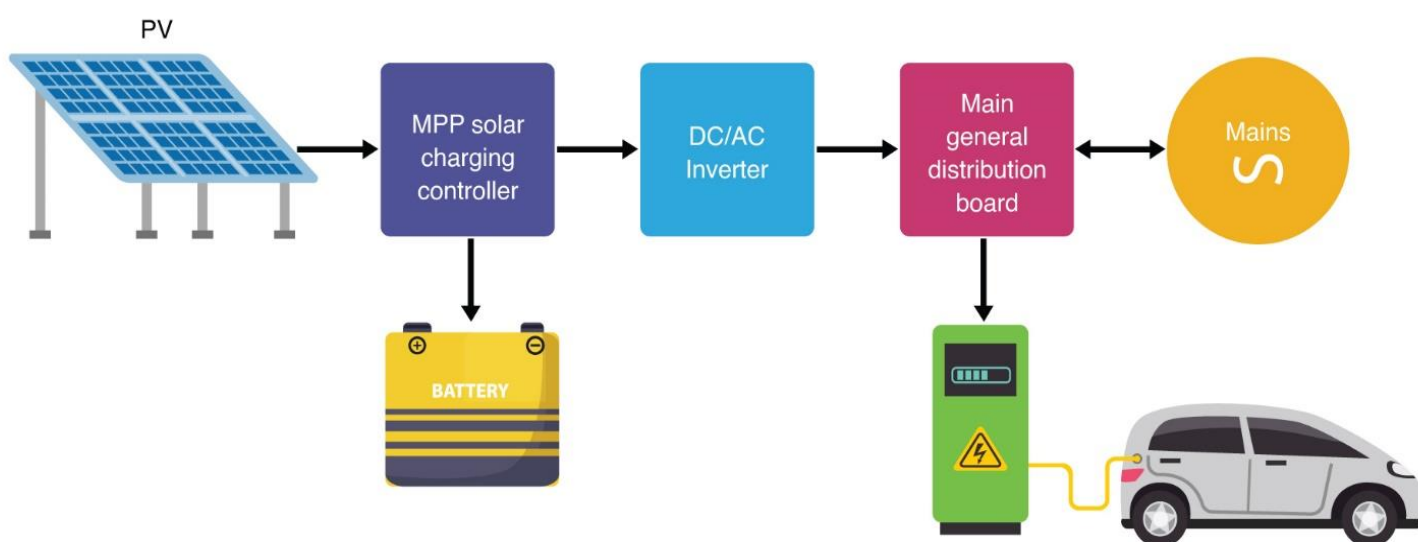 PV
MPP solar
charging
controller
DC/AC
Inverter
Main
general
distribution
board
Mains
BATTERY